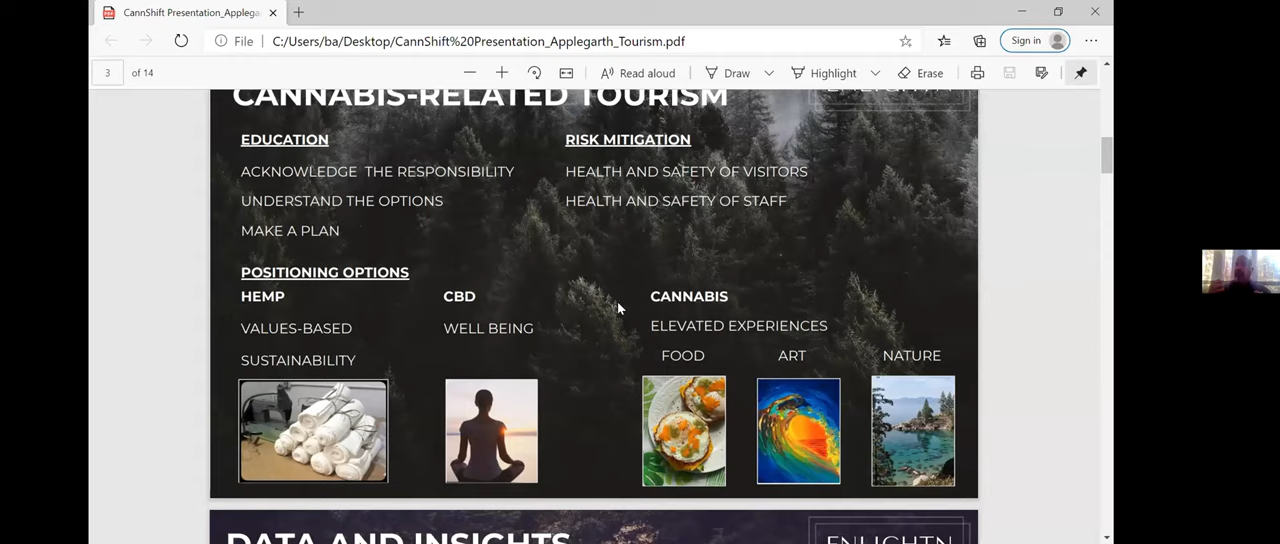 CannShift Presentation_Applega
File
C:/Users/ba/Desktop/CannShift%20Presentation_Applegarth_Tourism.pdf
Sign in
3
of 14
Read aloud
Draw
Highlight
Erase
CANNABIS-RELATED TOURISM
ENLIGHTN
EDUCATION
ACKNOWLEDGE THE RESPONSIBILITY
UNDERSTAND THE OPTIONS
MAKE A PLAN
RISK MITIGATION
HEALTH AND SAFETY OF VISITORS
HEALTH AND SAFETY OF STAFF
POSITIONING OPTIONS
HEMP
VALUES-BASED
SUSTAINABILITY
CBD
WELL BEING
CANNABIS
ELEVATED EXPERIENCES
FOOD ART NATURE
DATA AND INSIGHTS
ENLIGHTN